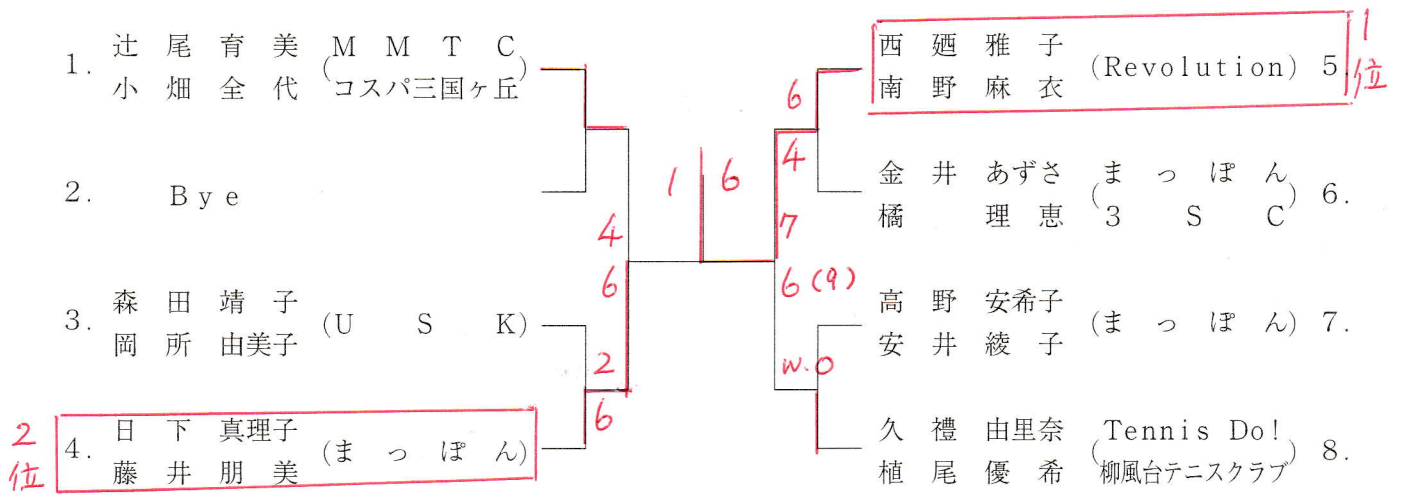 1. 辻尾育美 (MMTC
小畑全代 コスパ三国ヶ丘)
2. Bye
3. 森田靖子
岡所由美子 (USK)
2位
4. 日下真理子
藤井朋美 (まっぽん)
4
6
2
6
1 6
6
4
7
6(9)
W.O
西廼雅子
南野麻衣 (Revolution) 5.
1位
金井あずさ (まっぽん
橘理恵 3SC) 6.
高野安希子
安井綾子 (まっぽん) 7.
久禮由里奈 (Tennis Do!
植尾優希 柳風台テニスクラブ) 8.